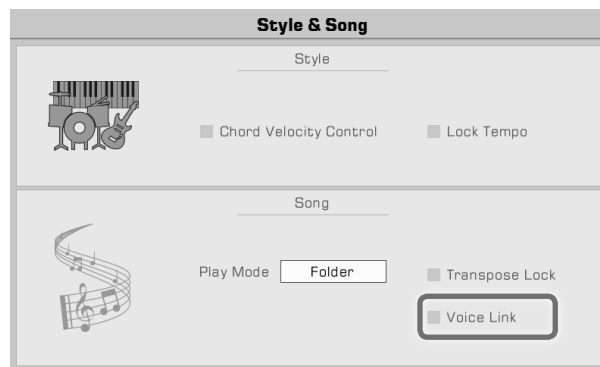 Style & Song
Style
Chord Velocity Control
Lock Tempo
Song
Play Mode
Folder
Transpose Lock
Voice Link